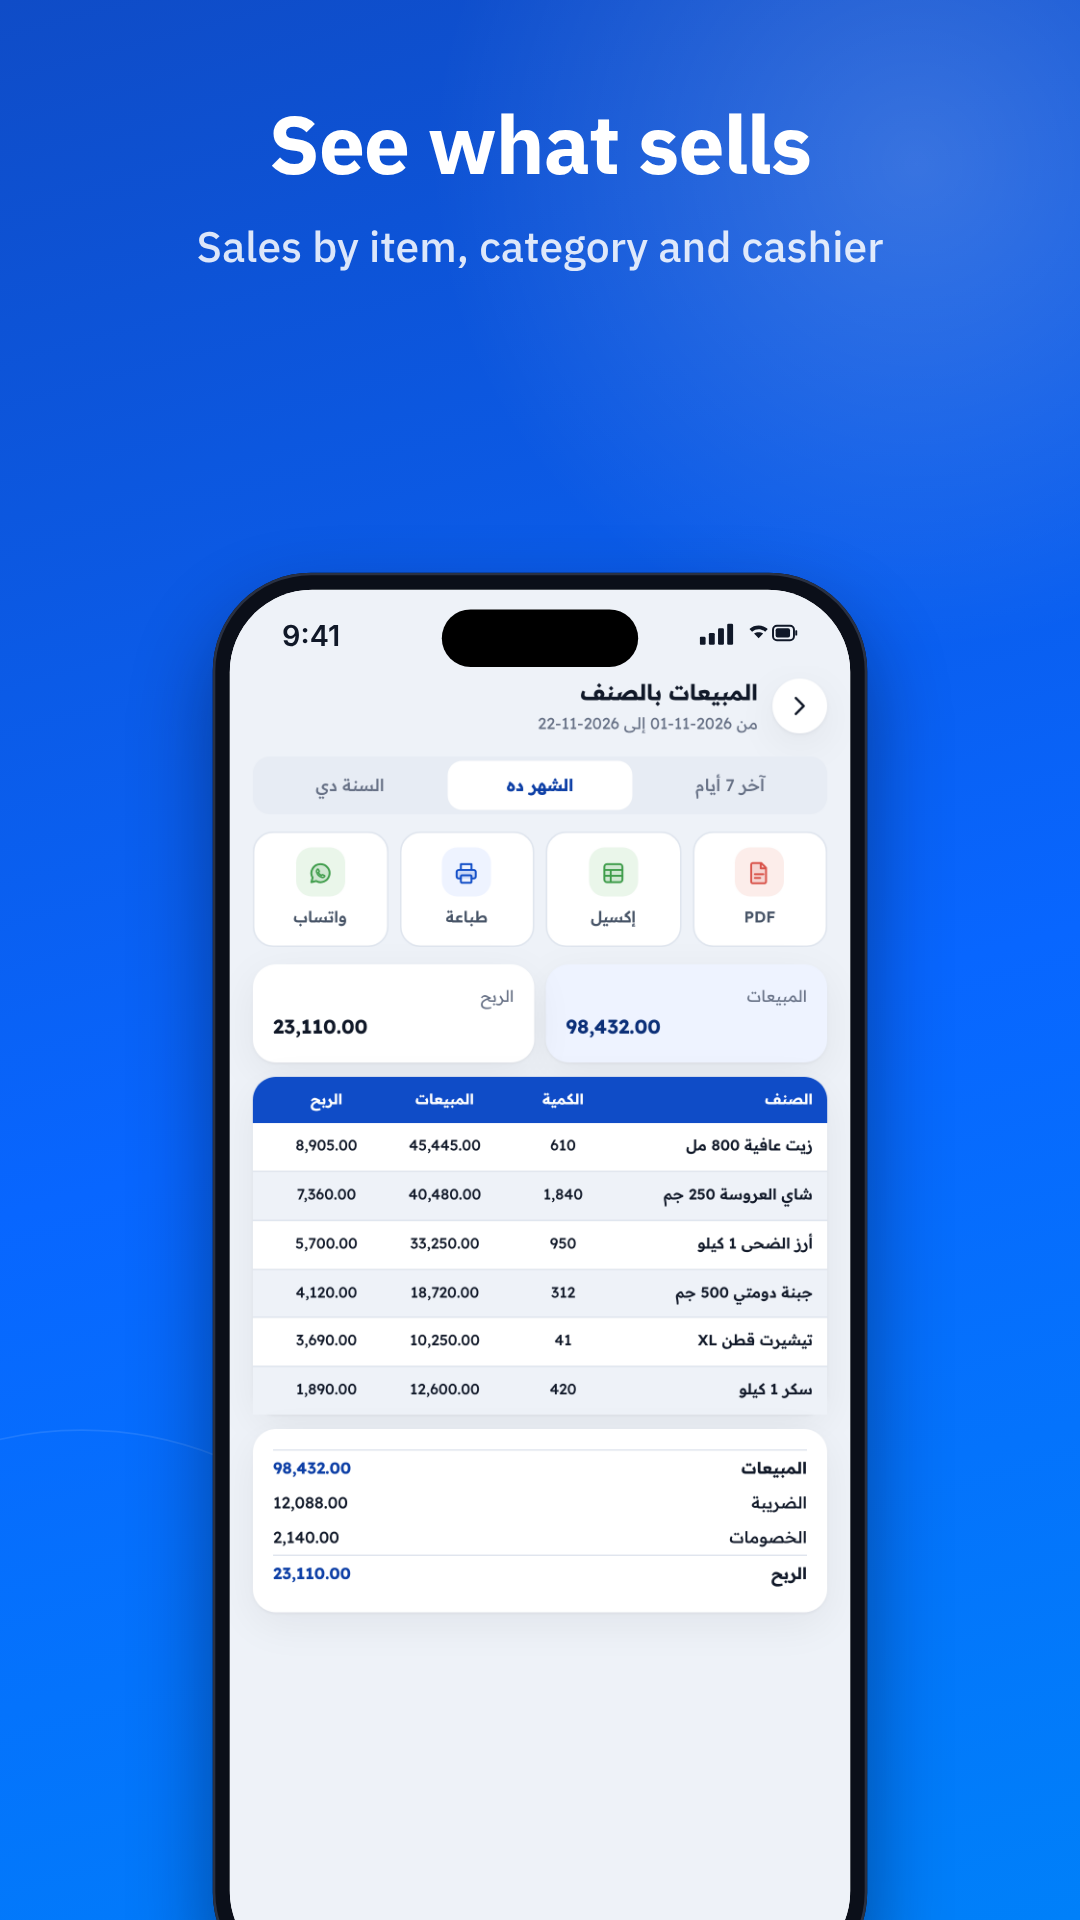 See what sells
Sales by item, category and cashier
9:41
المبيعات بالصنف
من 2026-11-01 إلى 2026-11-22
آخر 7 أيام الشهر ده السنة دي
PDF إكسيل طباعة واتساب
المبيعات الربح
98,432.00 23,110.00
الصنف الكمية المبيعات الربح
زيت عافية 800 مل 610 45,445.00 8,905.00
شاي العروسة 250 جم 1,840 40,480.00 7,360.00
أرز الضحى 1 كيلو 950 33,250.00 5,700.00
جبنة دومتي 500 جم 312 18,720.00 4,120.00
تيشيرت قطن XL 41 10,250.00 3,690.00
سكر 1 كيلو 420 12,600.00 1,890.00
المبيعات 98,432.00
الضريبة 12,088.00
الخصومات 2,140.00
الربح 23,110.00